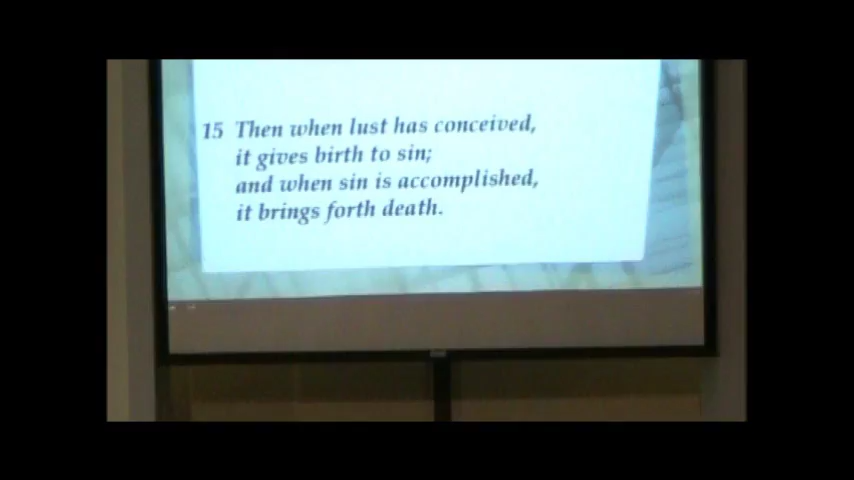 15 Then when lust has conceived,
it gives birth to sin;
and when sin is accomplished,
it brings forth death.